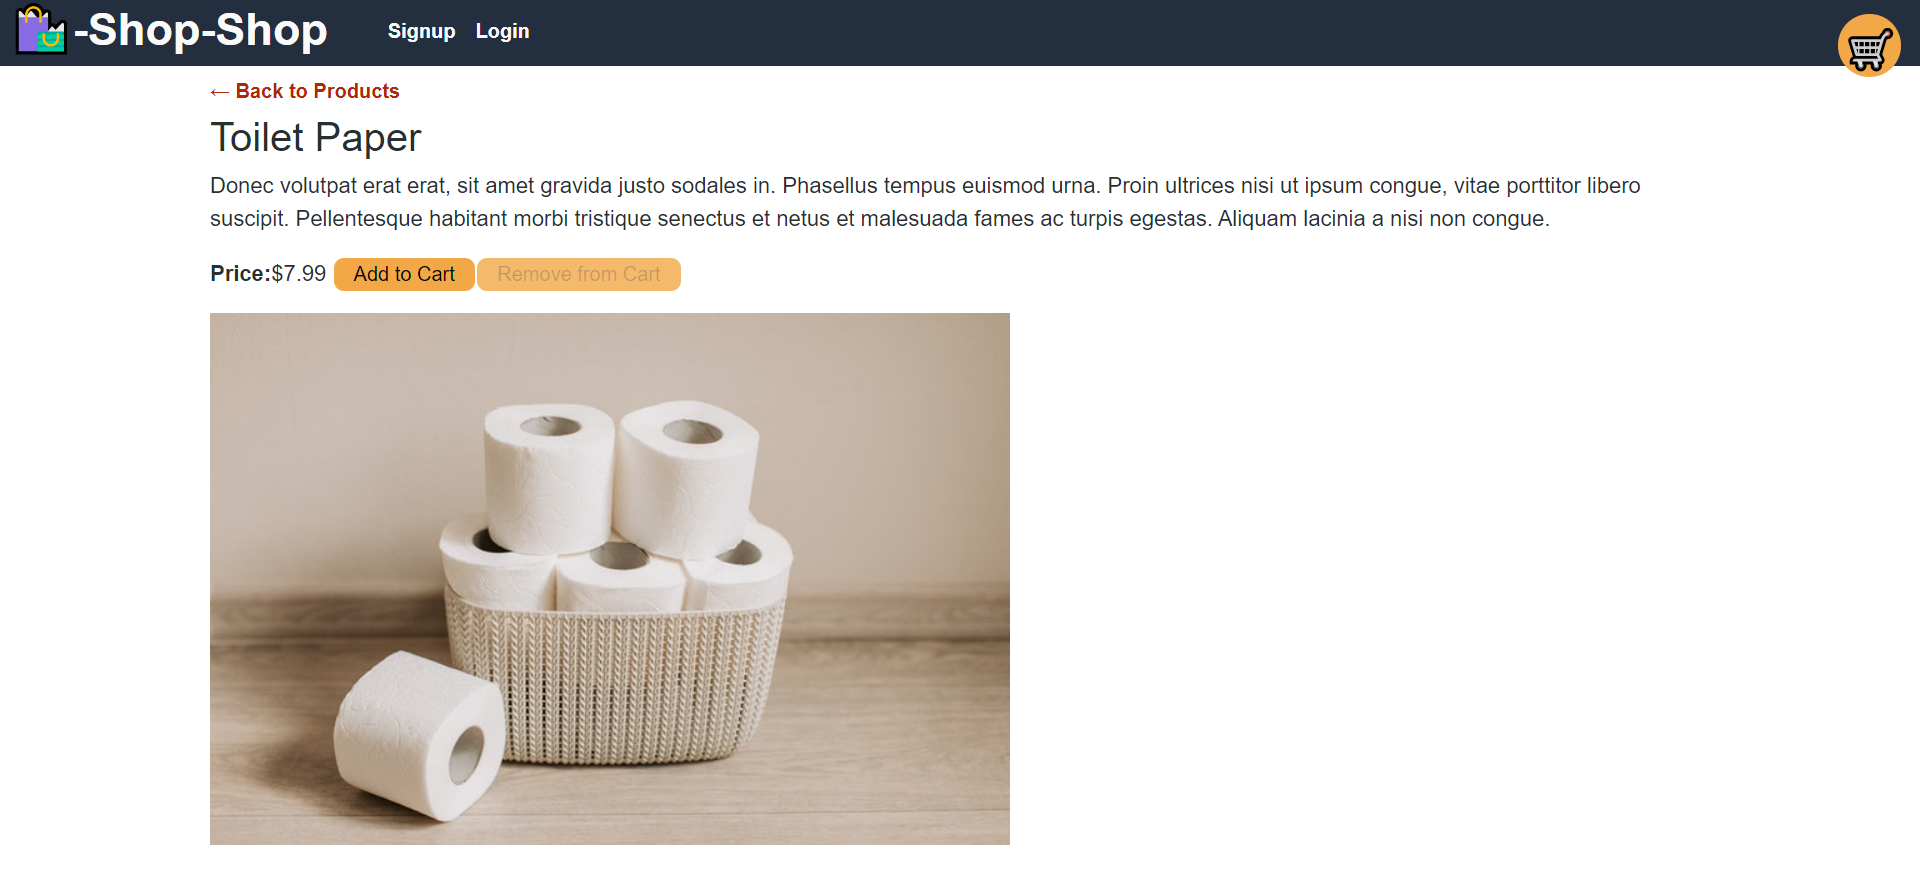 -Shop-Shop Signup Login
← Back to Products
Toilet Paper
Donec volutpat erat erat, sit amet gravida justo sodales in. Phasellus tempus euismod urna. Proin ultrices nisi ut ipsum congue, vitae porttitor libero
suscipit. Pellentesque habitant morbi tristique senectus et netus et malesuada fames ac turpis egestas. Aliquam lacinia a nisi non congue.
Price:$7.99 Add to Cart Remove from Cart